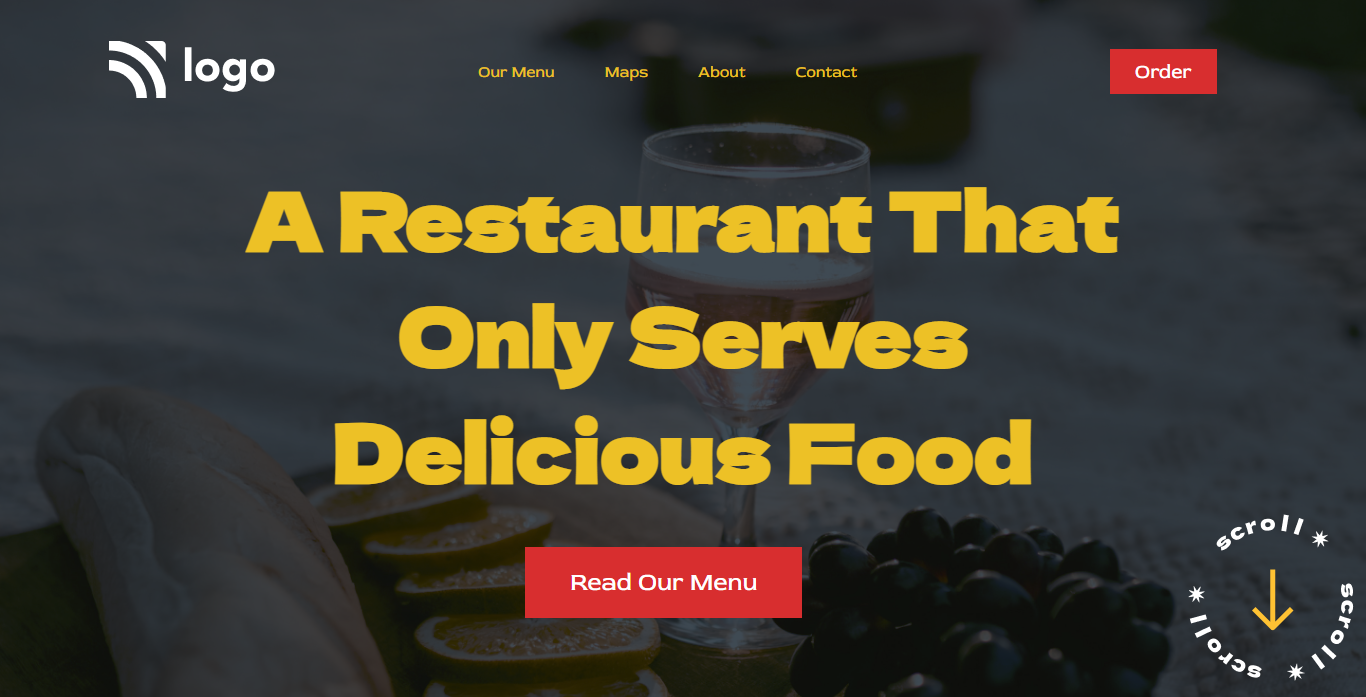 logo
Our Menu
Maps
About
Contact
Order
A Restaurant That
Only Serves
Delicious Food
Read Our Menu
scroll
scroll
scroll